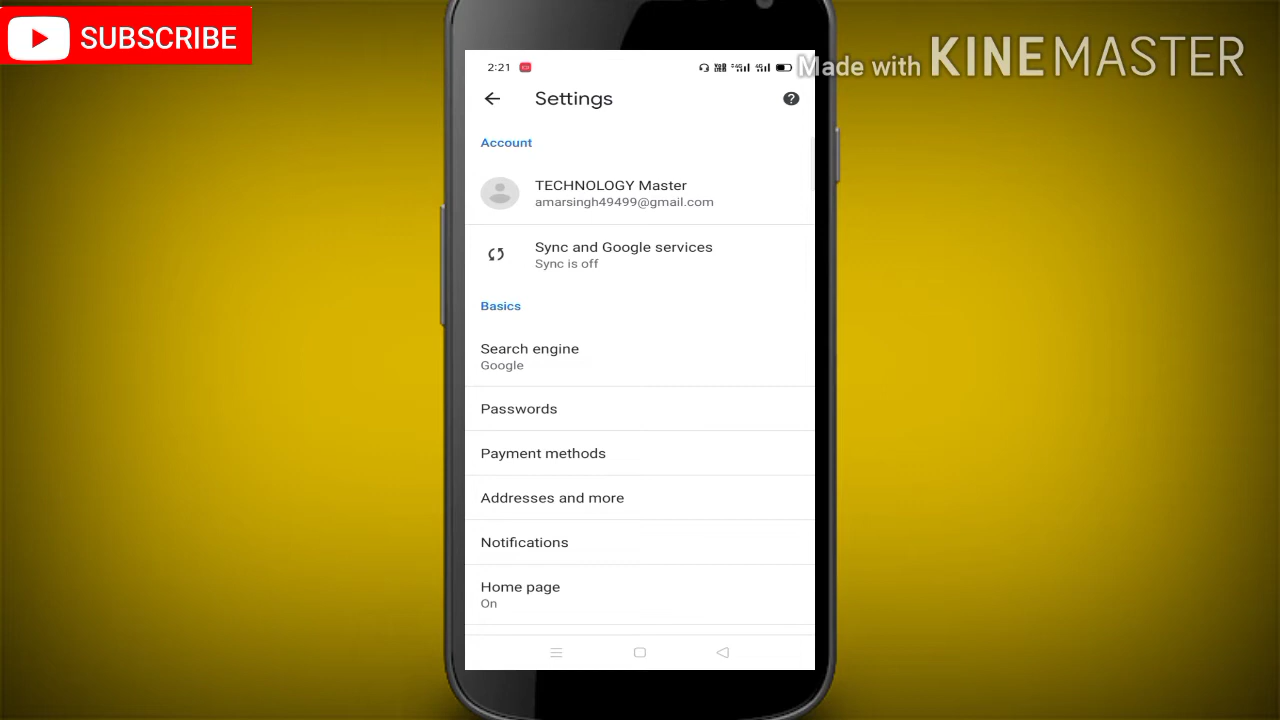 SUBSCRIBE
Made with KINEMASTER
2:21
Settings
Account
TECHNOLOGY Master
amarsingh49499@gmail.com
Sync and Google services
Sync is off
Basics
Search engine
Google
Passwords
Payment methods
Addresses and more
Notifications
Home page
On